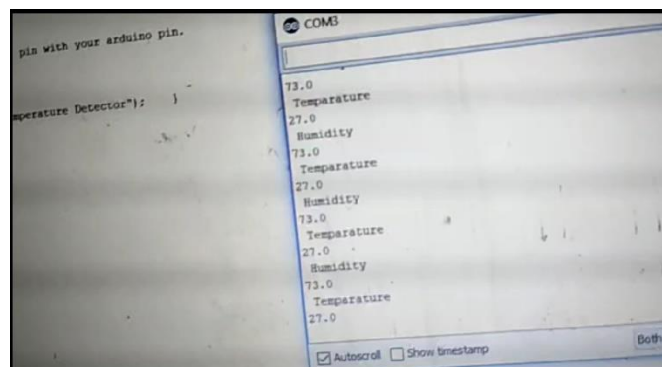 pin with your arduino pin.
mperature Detector"); }
COM3
73.0
Temparature
27.0
Humidity
73.0
Temparature
27.0
Humidity
73.0
Temparature
27.0
Humidity
73.0
Temparature
27.0
Autoscroll Show timestamp
Both